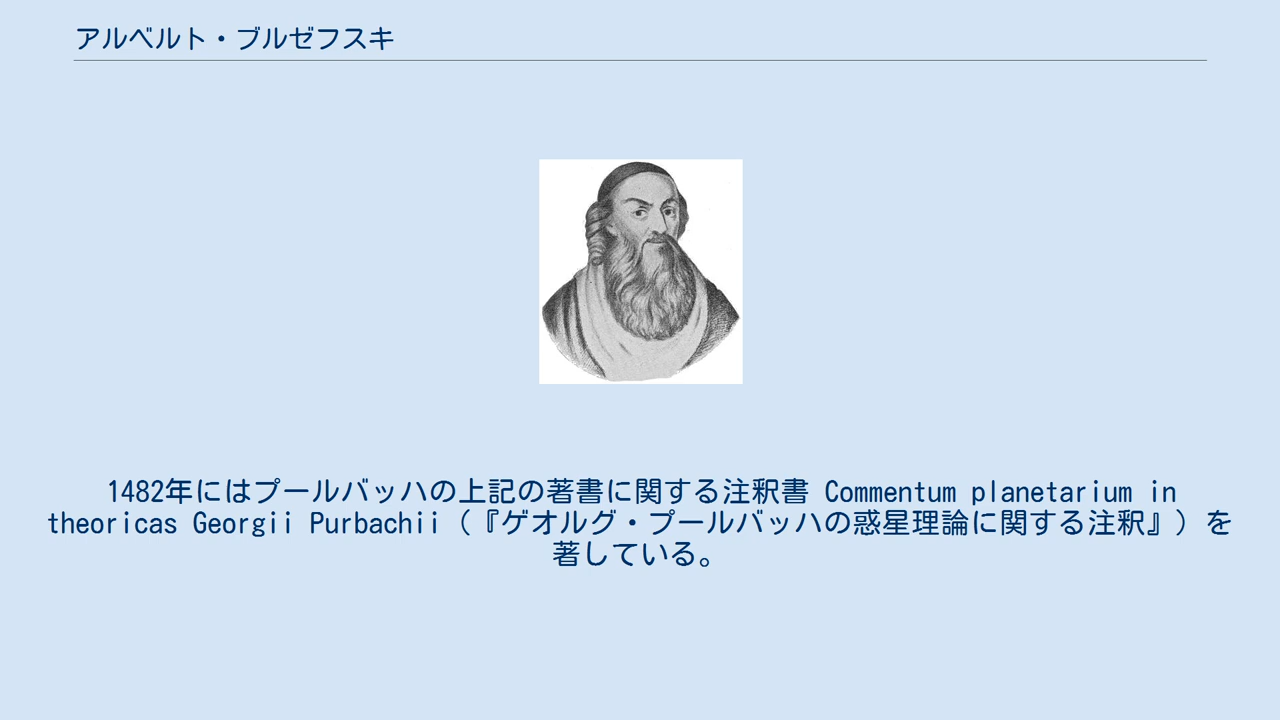 アルベルト・ブルゼフスキ
1482年にはプールバッハの上記の著書に関する注釈書 Commentum planetarium in
theoricas Georgii Purbachii（『ゲオルグ・プールバッハの惑星理論に関する注釈』）を
著している。